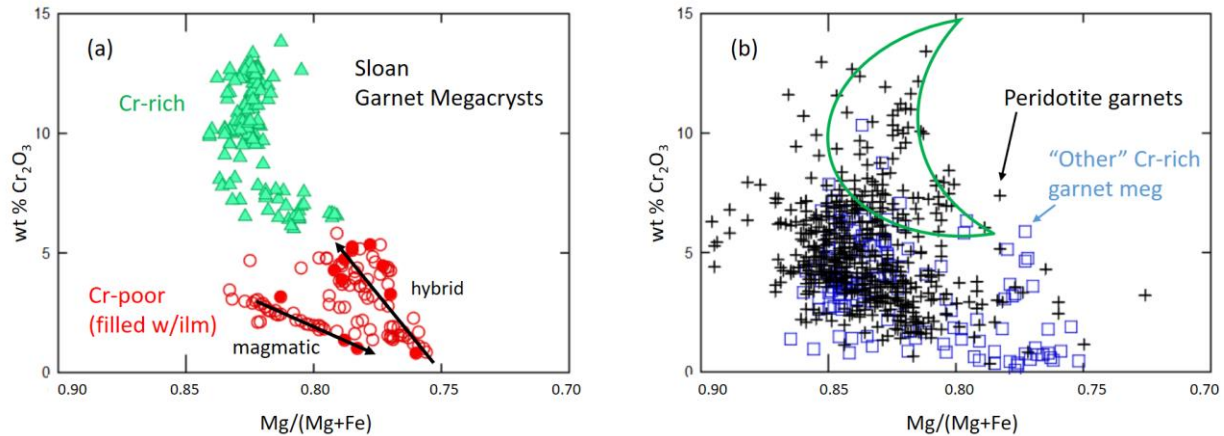 (a)
Sloan
Garnet Megacrysts
Cr-rich
Cr-poor
(filled w/ilm)
magmatic
hybrid
wt % Cr2O3
15
10
5
0
0.90
0.85
0.80
0.75
0.70
Mg/(Mg+Fe)
(b)
Peridotite garnets
“Other” Cr-rich
garnet meg
wt % Cr2O3
15
10
5
0
0.90
0.85
0.80
0.75
0.70
Mg/(Mg+Fe)